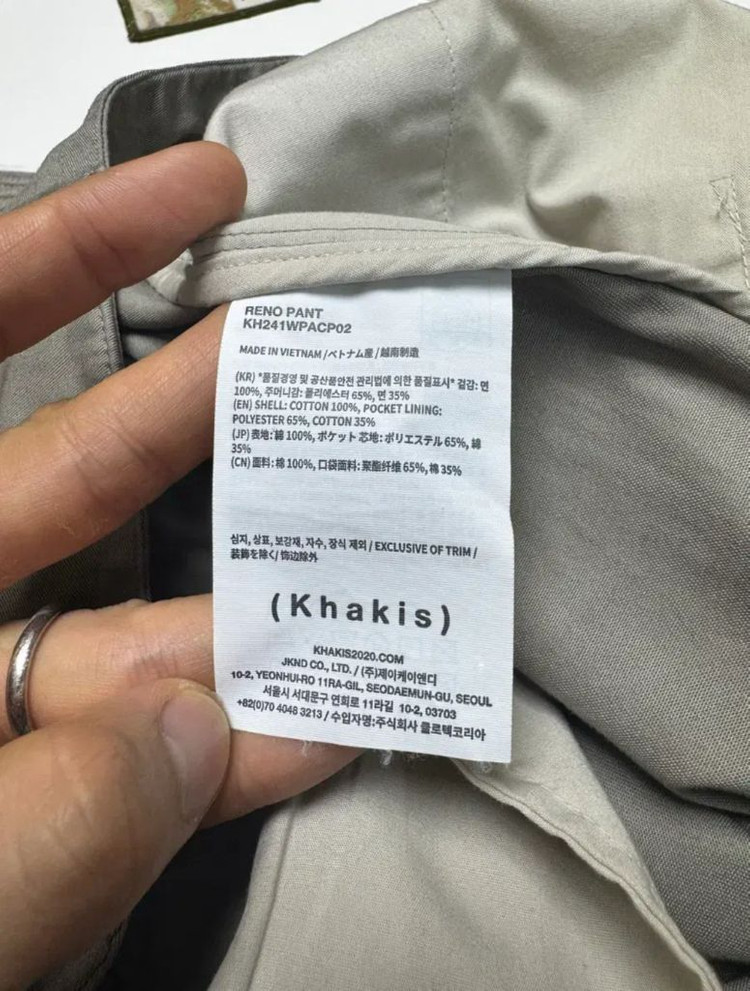 RENO PANT
KH241WPACP02
MADE IN VIETNAM /ベトナム産 / 越南制造
(KR) *품질경영 및 공산품안전 관리법에 의한 품질표시* 겉감: 면
100%, 주머니감: 폴리에스터 65%, 면 35%
(EN) SHELL: COTTON 100%, POCKET LINING:
POLYESTER 65%, COTTON 35%
(JP) 表地: 綿 100%, ポケット 芯地: ポリエステル 65%, 綿
35%
(CN) 面料: 棉 100%, 口袋面料: 聚酯纤维 65%, 棉 35%
심지, 상표, 보강재, 자수, 장식 제외 / EXCLUSIVE OF TRIM /
装飾を除く/ 饰边除外
(Khakis)
KHAKIS2020.COM
JKND CO., LTD. / (주)제이케이앤디
10-2, YEONHUI-RO 11RA-GIL, SEODAEMUN-GU, SEOUL
서울시 서대문구 연희로 11라길 10-2, 03703
+82(0)70 4048 3213 / 수입자명:주식회사 클로텍코리아